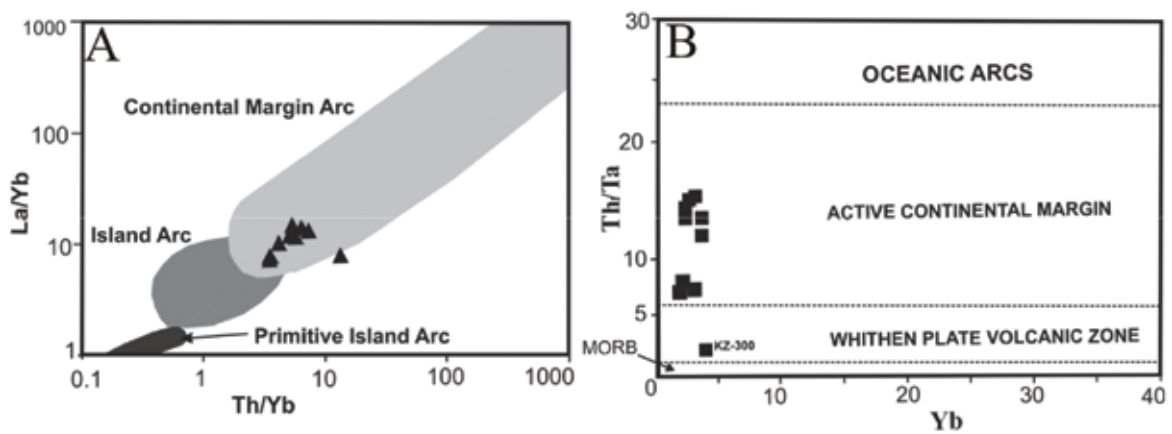 A
1000
100
10
1
La/Yb
Continental Margin Arc
Island Arc
Primitive Island Arc
0.1
1
10
100
1000
Th/Yb
B
30
20
10
5
0
Th/Ta
OCEANIC ARCS
ACTIVE CONTINENTAL MARGIN
WHITHEN PLATE VOLCANIC ZONE
KZ-300
MORB
10
20
30
40
Yb